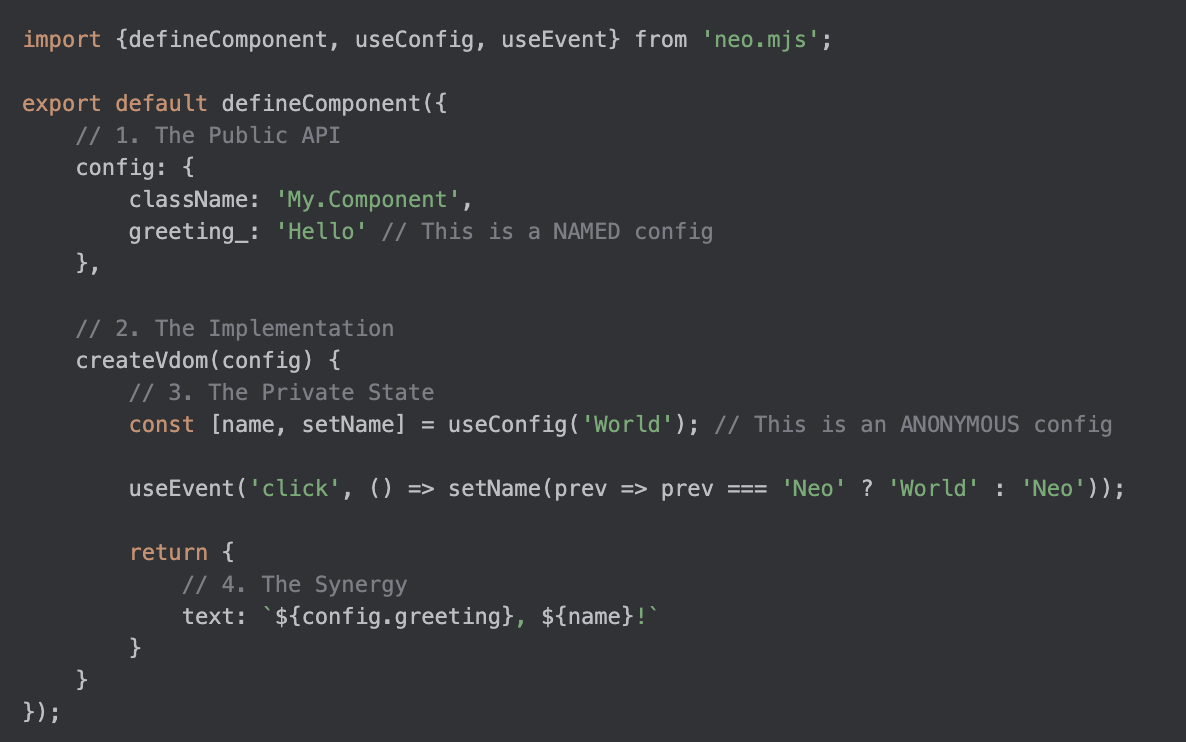 import {defineComponent, useConfig, useEvent} from 'neo.mjs';

export default defineComponent({
    // 1. The Public API
    config: {
        className: 'My.Component',
        greeting_: 'Hello' // This is a NAMED config
    },

    // 2. The Implementation
    createVdom(config) {
        // 3. The Private State
        const [name, setName] = useConfig('World'); // This is an ANONYMOUS config

        useEvent('click', () => setName(prev => prev === 'Neo' ? 'World' : 'Neo'));

        return {
            // 4. The Synergy
            text: `${config.greeting}, ${name}!`
        }
    }
});